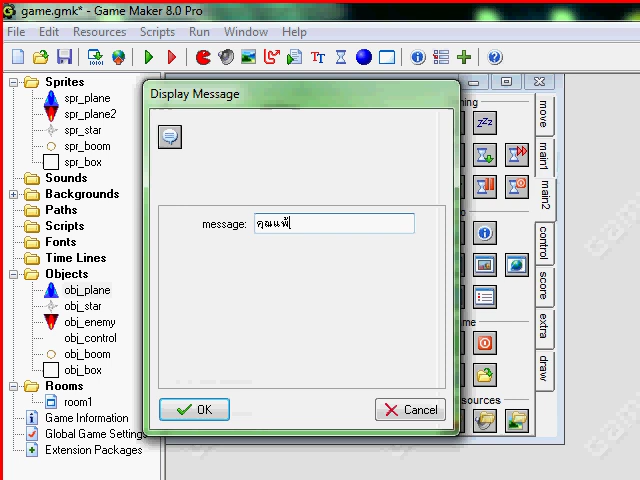 game.gmk* - Game Maker 8.0 Pro
File Edit Resources Scripts Run Window Help
Sprites
spr_plane
spr_plane2
spr_star
spr_boom
spr_box
Sounds
Backgrounds
Paths
Scripts
Fonts
Time Lines
Objects
obj_plane
obj_star
obj_enemy
obj_control
obj_boom
obj_box
Rooms
room1
Game Information
Global Game Settings
Extension Packages
Display Message
message: คุณแพ้
OK Cancel
move
main1
main2
control
score
extra
draw